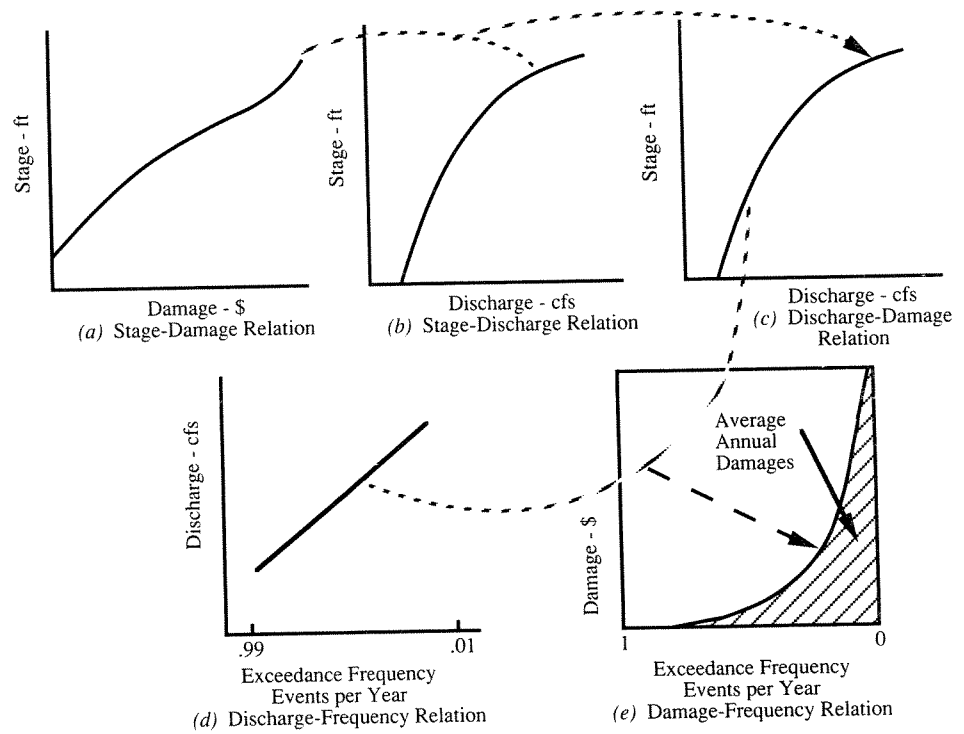 Stage - ft
Damage - $
(a) Stage-Damage Relation
Stage - ft
Discharge - cfs
(b) Stage-Discharge Relation
Stage - ft
Discharge - cfs
(c) Discharge-Damage
Relation
Discharge - cfs
.99
.01
Exceedance Frequency
Events per Year
(d) Discharge-Frequency Relation
Average
Annual
Damages
Damage - $
1
0
Exceedance Frequency
Events per Year
(e) Damage-Frequency Relation